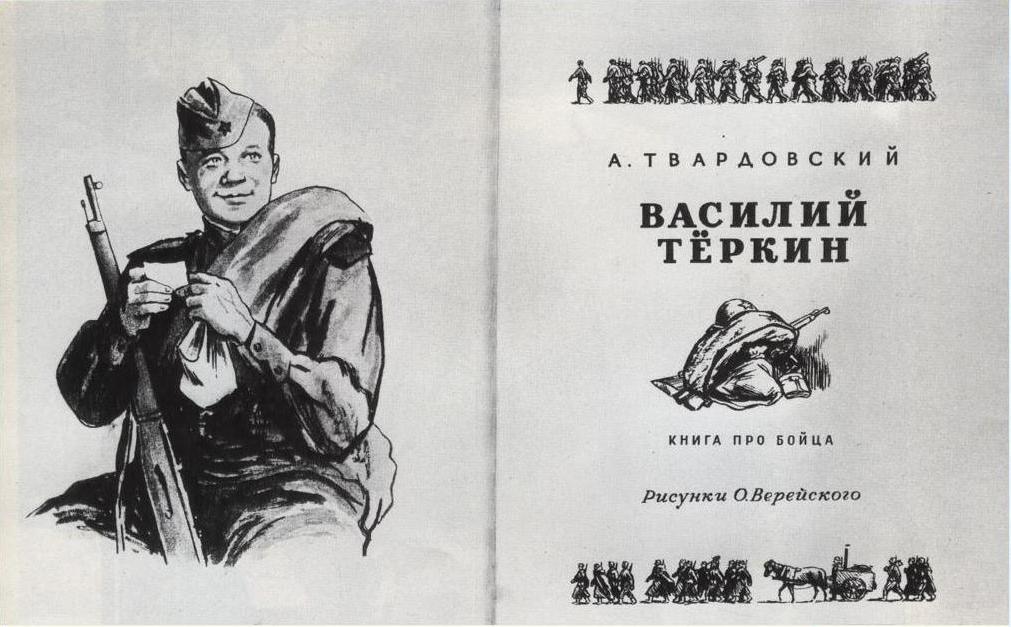 А. ТВАРДОВСКИЙ
ВАСИЛИЙ
ТЁРКИН
КНИГА ПРО БОЙЦА
Рисунки О.Верейского